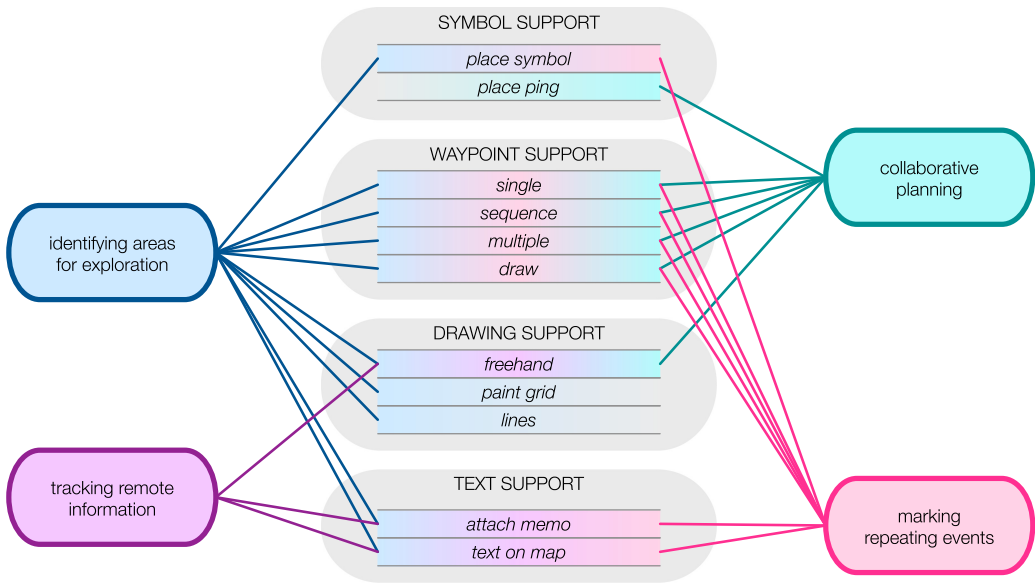 SYMBOL SUPPORT
place symbol
place ping
WAYPOINT SUPPORT
single
sequence
multiple
draw
DRAWING SUPPORT
freehand
paint grid
lines
TEXT SUPPORT
attach memo
text on map
identifying areas
for exploration
tracking remote
information
collaborative
planning
marking
repeating events